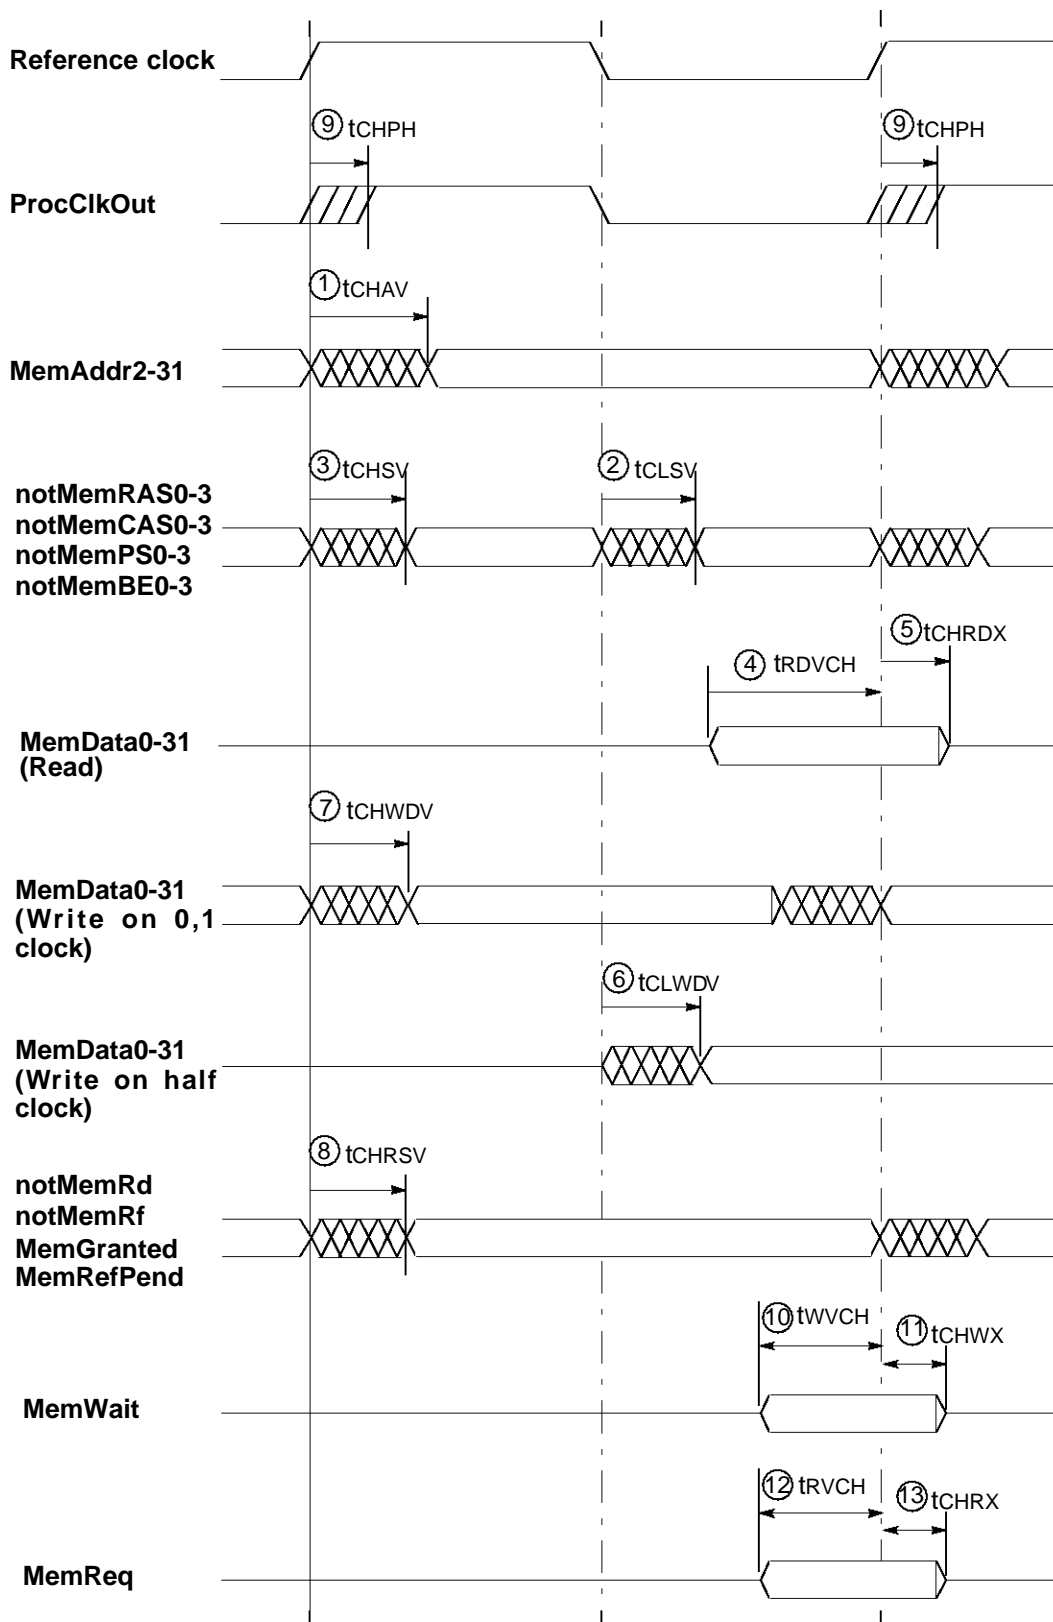 Reference clock
⑨ tCHPH
⑨ tCHPH
ProcClkOut
① tCHAV
MemAddr2-31
③ tCHSV
② tCLSV
notMemRAS0-3
notMemCAS0-3
notMemPS0-3
notMemBE0-3
⑤ tCHRDX
④ tRDVCH
MemData0-31
(Read)
⑦ tCHWDV
MemData0-31
(Write on 0,1
clock)
⑥ tCLWDV
MemData0-31
(Write on half
clock)
⑧ tCHRSV
notMemRd
notMemRf
MemGranted
MemRefPend
⑩ tWVCH
⑪ tCHWX
MemWait
⑫ tRVCH
⑬ tCHRX
MemReq